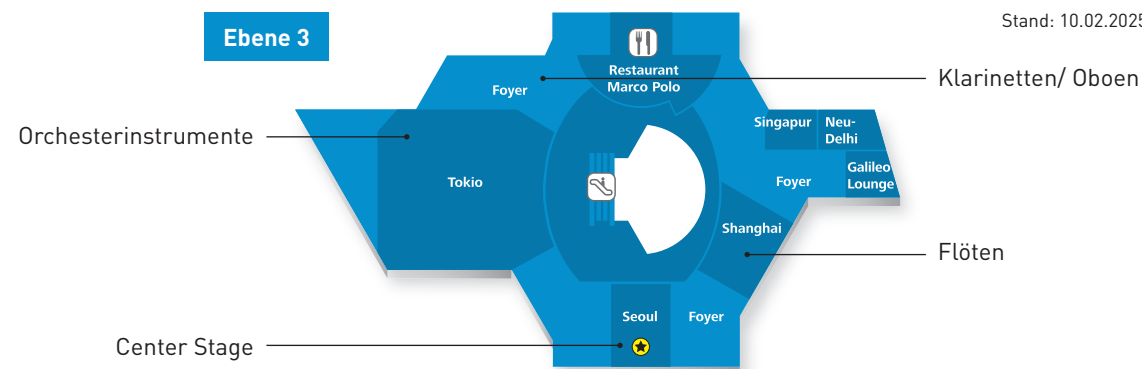 Stand: 10.02.2025
Ebene 3
Restaurant
Marco Polo
Klarinetten/ Oboen
Foyer
Orchesterinstrumente
Singapur
Neu-
Delhi
Tokio
Foyer
Galileo
Lounge
Shanghai
Flöten
Seoul
Foyer
Center Stage